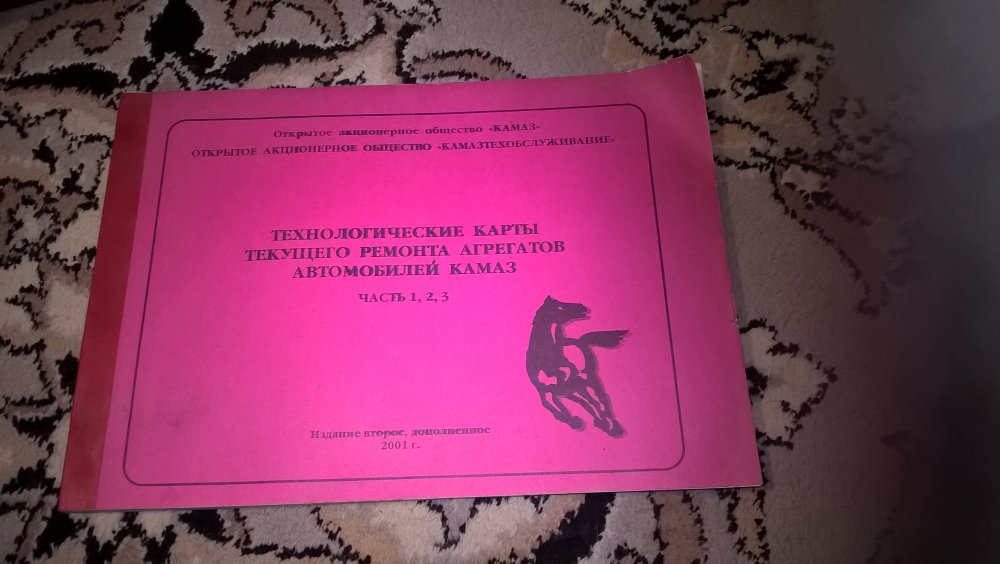 Открытое акционерное общество «КАМАЗ»
ОТКРЫТОЕ АКЦИОНЕРНОЕ ОБЩЕСТВО «КАМАЗТЕХОБСЛУЖИВАНИЕ»
ТЕХНОЛОГИЧЕСКИЕ КАРТЫ
ТЕКУЩЕГО РЕМОНТА АГРЕГАТОВ
АВТОМОБИЛЕЙ КАМАЗ
ЧАСТЬ 1, 2, 3
Издание второе, дополненное
2001 г.